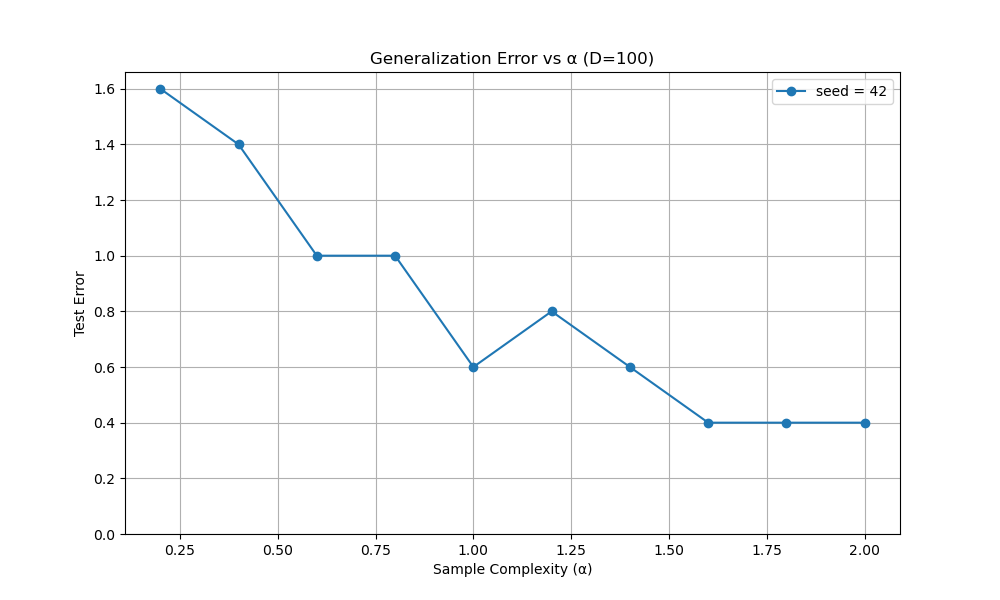 Generalization Error vs α (D=100)
seed = 42
Test Error
1.6
1.4
1.2
1.0
0.8
0.6
0.4
0.2
0.0
0.25 0.50 0.75 1.00 1.25 1.50 1.75 2.00
Sample Complexity (α)